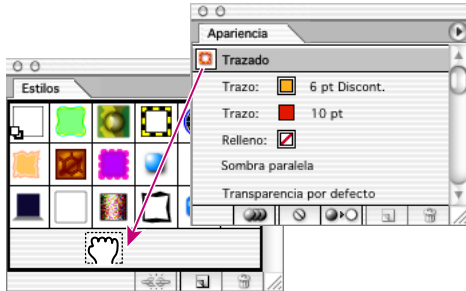 Apariencia
Trazado
Trazo: 6 pt Discont.
Trazo: 10 pt
Relleno:
Sombra paralela
Transparencia por defecto
Estilos